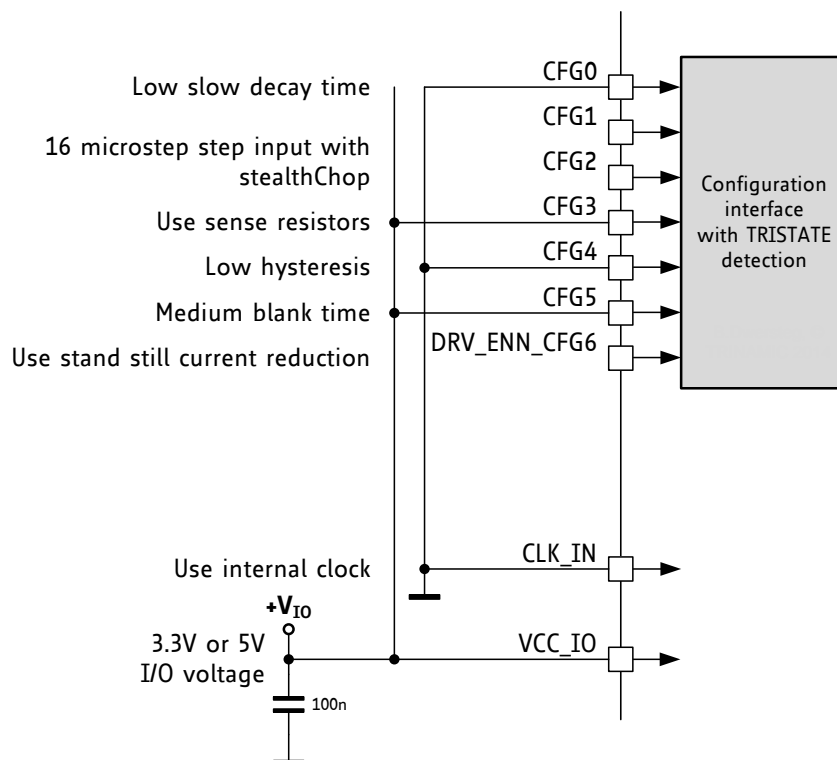 Low slow decay time
CFG0
CFG1
16 microstep step input with
stealthChop
CFG2
Use sense resistors
CFG3
Low hysteresis
CFG4
Medium blank time
CFG5
Use stand still current reduction
DRV_ENN_CFG6
Configuration
interface
with TRISTATE
detection
Use internal clock
CLK_IN
+VIO
3.3V or 5V
I/O voltage
VCC_IO
100n